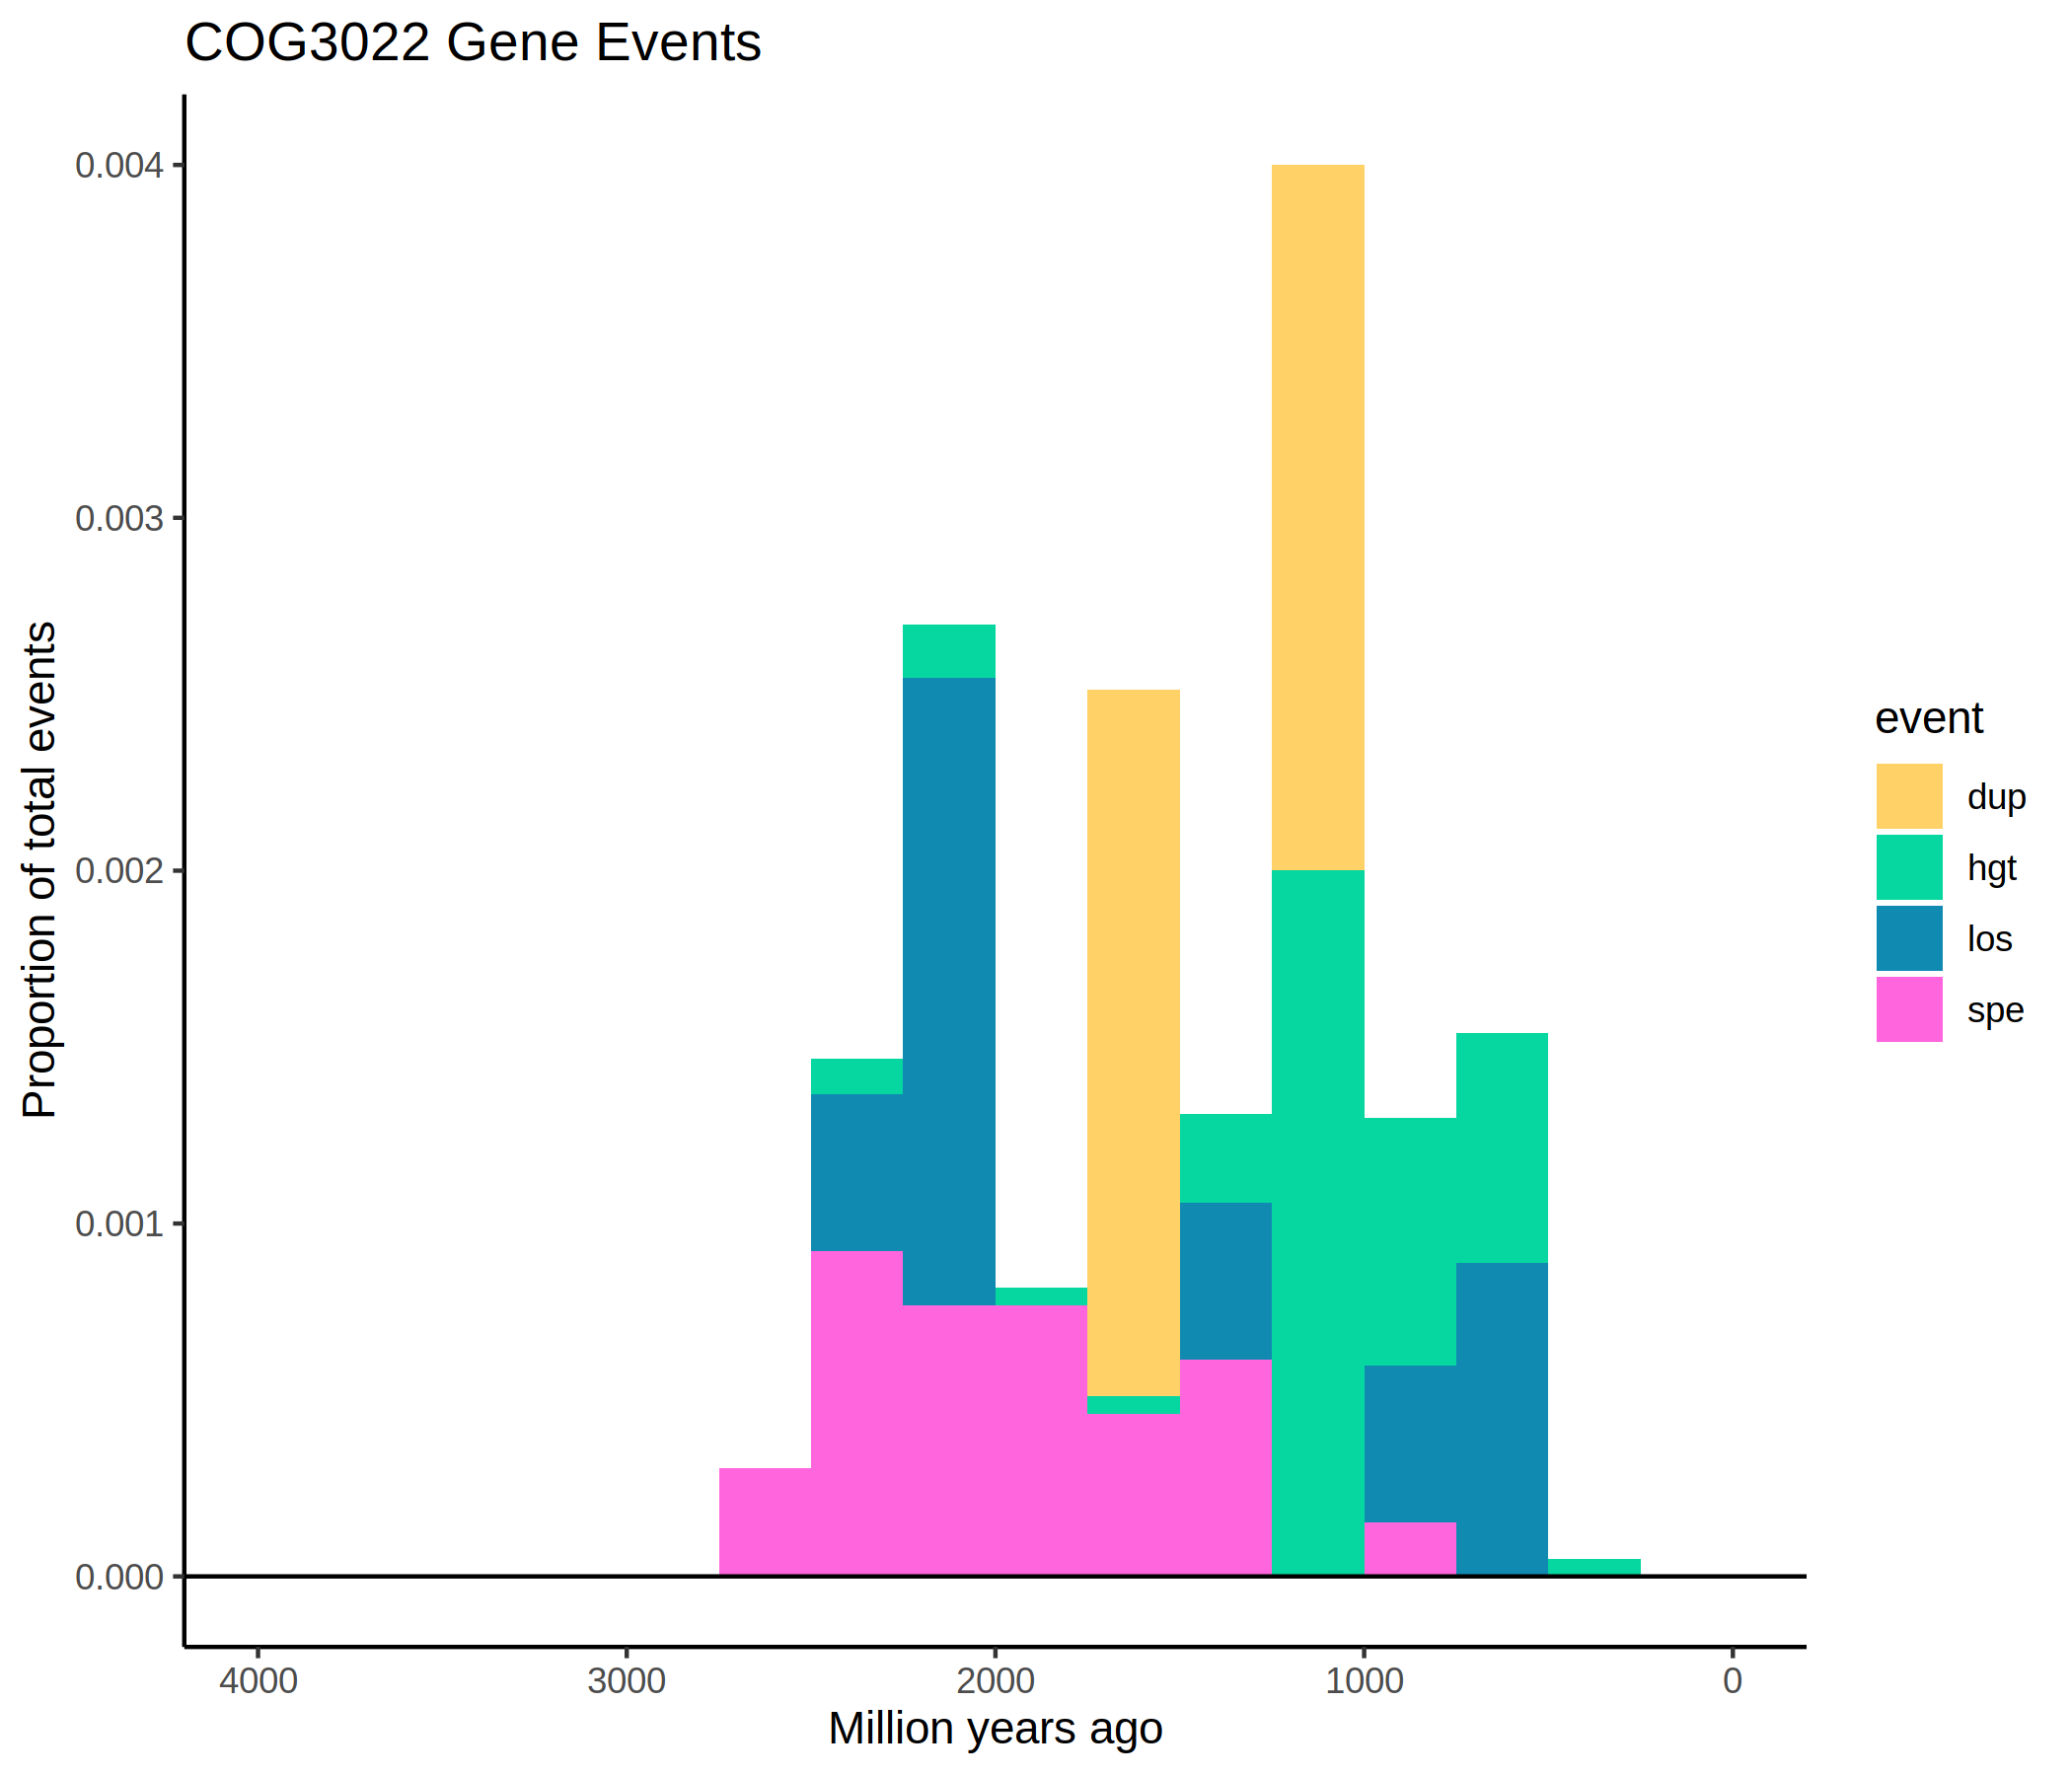 COG3022 Gene Events
Proportion of total events
0.004
0.003
0.002
0.001
0.000
4000 3000 2000 1000 0
Million years ago
event
dup
hgt
los
spe